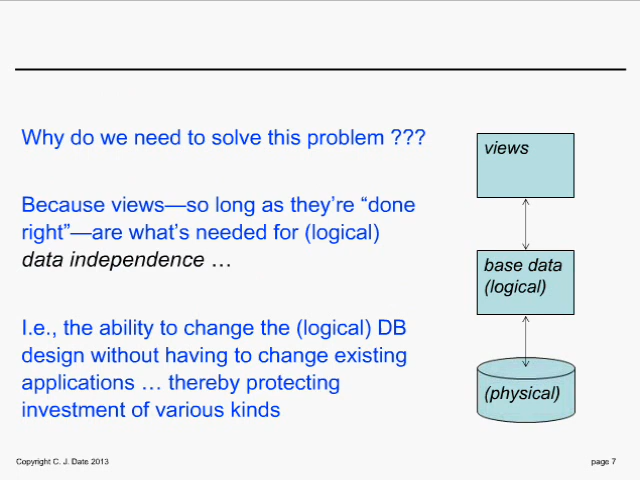 Why do we need to solve this problem ???
Because views—so long as they're “done
right”—are what's needed for (logical)
data independence …
I.e., the ability to change the (logical) DB
design without having to change existing
applications … thereby protecting
investment of various kinds
views
base data
(logical)
(physical)
Copyright C. J. Date 2013
page 7